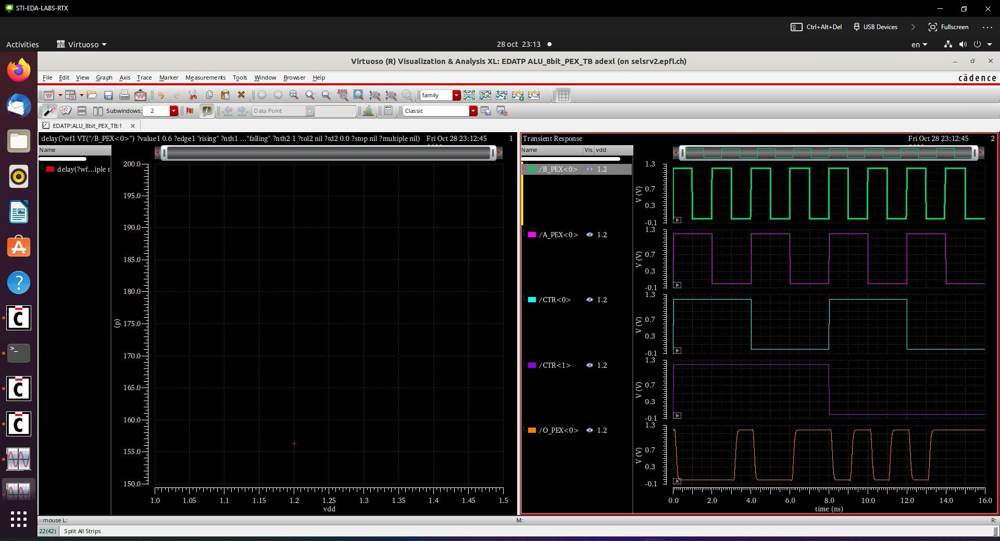 STI-EDA-LABS-RTX
Ctrl+Alt+Del USB Devices Fullscreen
Activities Virtuoso 28 oct 23:13 en
Virtuoso (R) Visualization & Analysis XL: EDATP ALU_8bit_PEX_TB adexl (on selsrv2.epfl.ch)
File Edit View Graph Axis Trace Marker Measurements Tools Window Browser Help cādence
family
Subwindows: 2 Data Point Classic
EDATP:ALU_8bit_PEX_TB:1
delay(?wf1 VT("/B_PEX<0>") ?value1 0.6 ?edge1 "rising" ?nth1 ..."falling" ?nth2 1 ?tol2 nil ?td2 0.0 ?stop nil ?multiple nil) Fri Oct 28 23:12:45 1
Name
delay(?wf...iple r
200.0
195.0
190.0
185.0
180.0
175.0
170.0
165.0
160.0
155.0
150.0
(p)
1.0 1.05 1.1 1.15 1.2 1.25 1.3 1.35 1.4 1.45 1.5
vdd
Transient Response Fri Oct 28 23:12:45 2
Name Vis vdd
/B_PEX<0> 1.2
1.3
0.7
0.3
-0.1
V (V)
/A_PEX<0> 1.2
1.3
0.7
0.3
-0.1
V (V)
/CTR<0> 1.2
1.3
0.7
0.3
-0.1
V (V)
/CTR<1> 1.2
1.3
0.7
0.3
-0.1
V (V)
/O_PEX<0> 1.2
1.3
0.7
0.3
-0.1
V (V)
0.0 2.0 4.0 6.0 8.0 10.0 12.0 14.0 16.0
time (ns)
mouse L: M: R:
22(42) Split All Strips